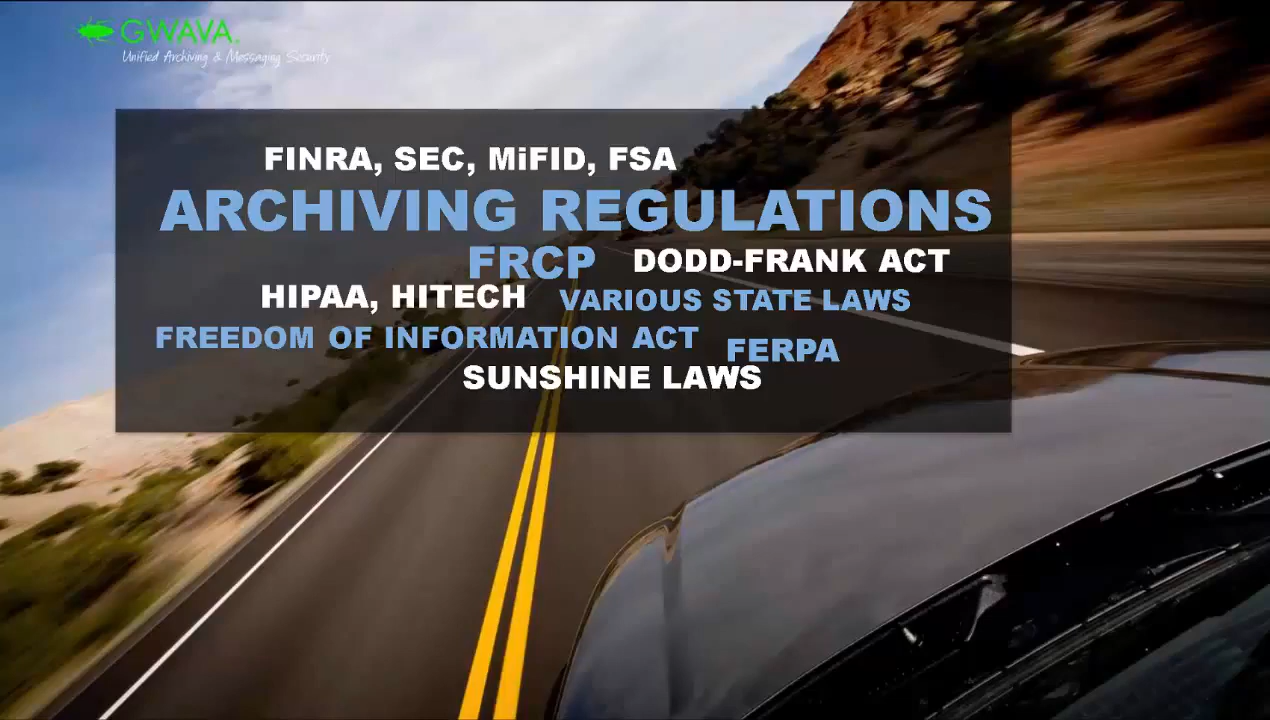 GWAVA.
Unified Archiving & Messaging Security
FINRA, SEC, MiFID, FSA
ARCHIVING REGULATIONS
FRCP DODD-FRANK ACT
HIPAA, HITECH VARIOUS STATE LAWS
FREEDOM OF INFORMATION ACT FERPA
SUNSHINE LAWS